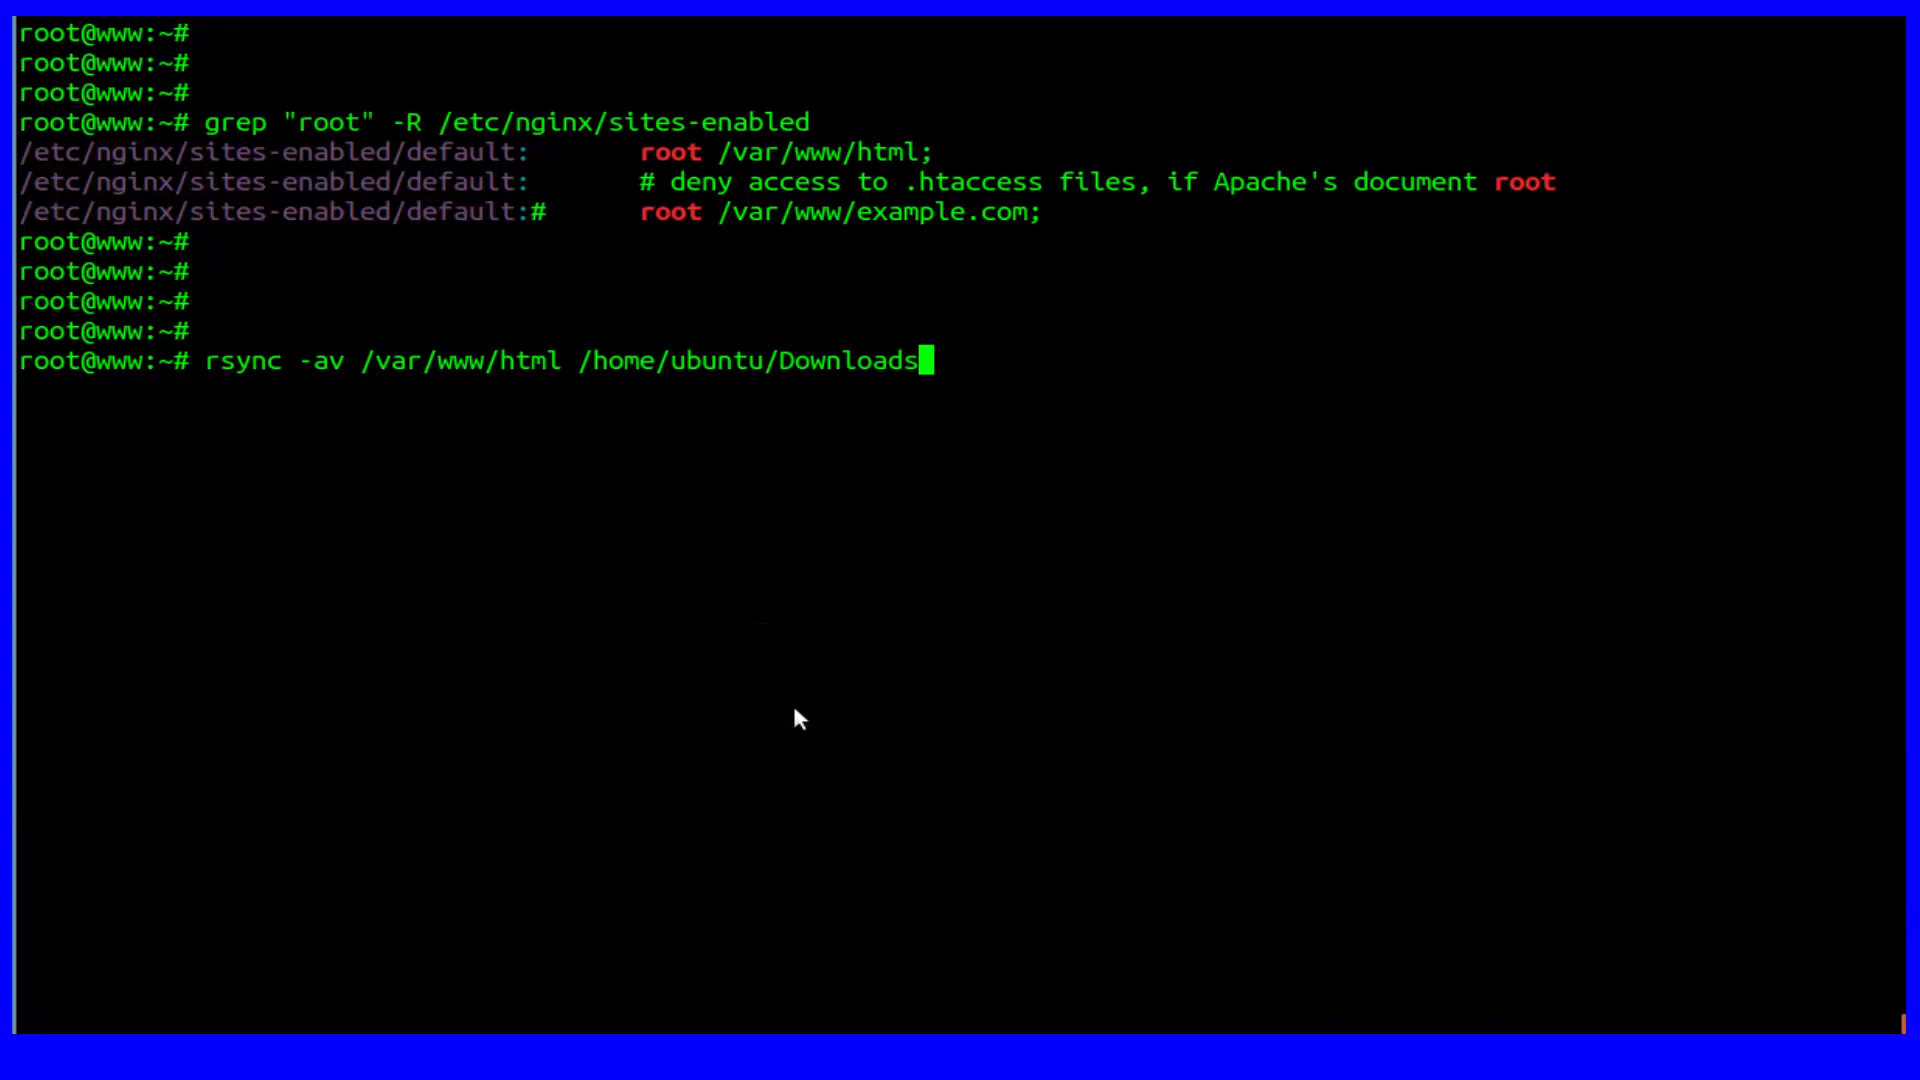 root@www:~#
root@www:~#
root@www:~#
root@www:~# grep "root" -R /etc/nginx/sites-enabled
/etc/nginx/sites-enabled/default:       root /var/www/html;
/etc/nginx/sites-enabled/default:       # deny access to .htaccess files, if Apache's document root
/etc/nginx/sites-enabled/default:#      root /var/www/example.com;
root@www:~#
root@www:~#
root@www:~#
root@www:~#
root@www:~# rsync -av /var/www/html /home/ubuntu/Downloads